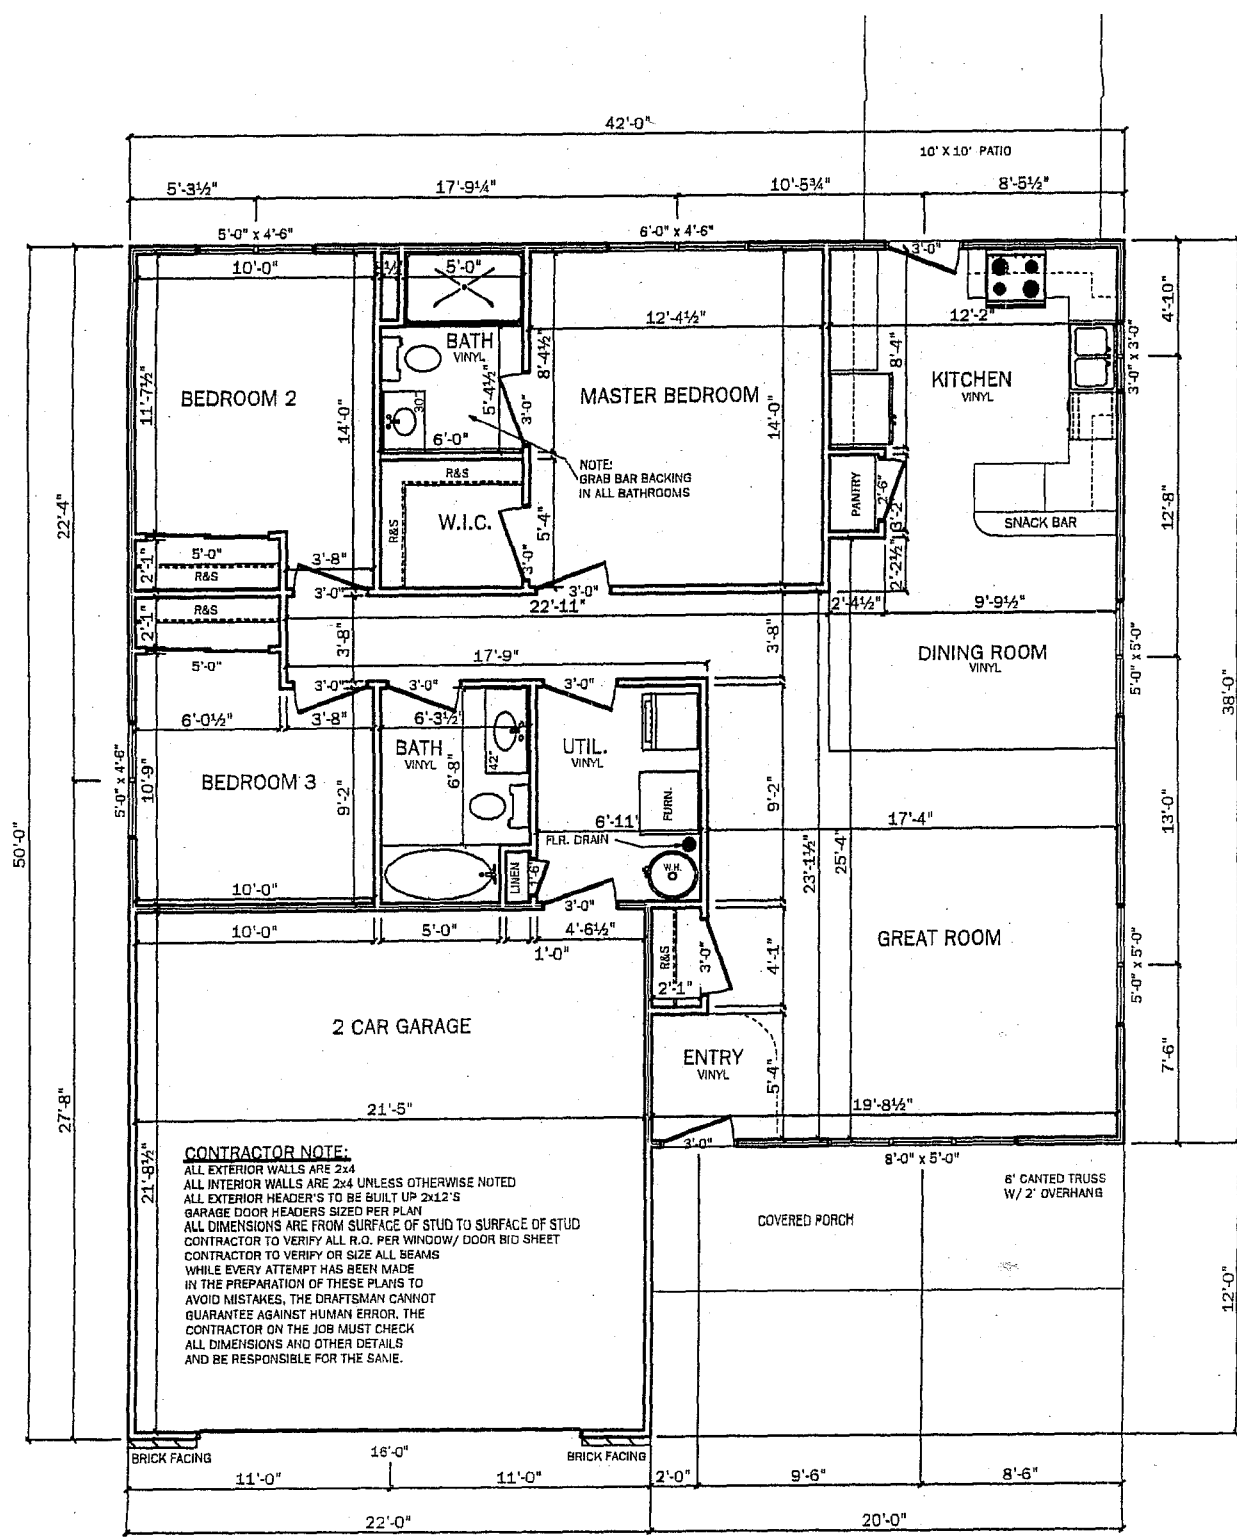 42'-0"
10' X 10' PATIO
5'-3½"
17'-9¼"
10'-5¾"
8'-5½"
5'-0" x 4'-6"
6'-0" x 4'-6"
3'-0"
10'-0"
5'-0"
12'-4½"
12'-2"
4'-10"
3'-0" x 3'-0"
BATH
VINYL
8'-4½"
8'-4"
11'-7½"
14'-0"
BEDROOM 2
30"
5'-4½"
3'-0"
MASTER BEDROOM
14'-0"
KITCHEN
VINYL
6'-0"
NOTE:
GRAB BAR BACKING
IN ALL BATHROOMS
R&S
R&S
W.I.C.
5'-4"
3'-0"
PANTRY
2'-6"
3'-2"
SNACK BAR
12'-8"
22'-4"
5'-0"
R&S
2'-1"
3'-8"
3'-0"
3'-0"
2'-2½"
22'-11"
2'-4½"
9'-9½"
R&S
2'-1"
3'-8"
3'-8"
5'-0"
17'-9"
DINING ROOM
VINYL
5'-0" x 5'-0"
38'-0"
3'-0"
3'-0"
3'-0"
6'-0½"
3'-8"
6'-3½"
BATH
VINYL
42"
6'-8"
UTIL.
VINYL
BEDROOM 3
5'-0" x 4'-6"
10'-9"
9'-2"
9'-2"
FURN.
6'-11"
FLR. DRAIN
W.H.
17'-4"
13'-0"
50'-0"
23'-1½"
25'-4"
LINEN
1'-6"
10'-0"
3'-0"
10'-0"
5'-0"
4'-6½"
1'-0"
R&S
3'-0"
2'-1"
4'-1"
GREAT ROOM
5'-0" x 5'-0"
2 CAR GARAGE
ENTRY
VINYL
5'-4"
7'-6"
27'-8"
21'-5"
19'-8½"
3'-0"
8'-0" x 5'-0"
21'-8½"
CONTRACTOR NOTE:
ALL EXTERIOR WALLS ARE 2x4
ALL INTERIOR WALLS ARE 2x4 UNLESS OTHERWISE NOTED
ALL EXTERIOR HEADER'S TO BE BUILT UP 2x12'S
GARAGE DOOR HEADERS SIZED PER PLAN
ALL DIMENSIONS ARE FROM SURFACE OF STUD TO SURFACE OF STUD
CONTRACTOR TO VERIFY ALL R.O. PER WINDOW/ DOOR BID SHEET
CONTRACTOR TO VERIFY OR SIZE ALL BEAMS
WHILE EVERY ATTEMPT HAS BEEN MADE
IN THE PREPARATION OF THESE PLANS TO
AVOID MISTAKES, THE DRAFTSMAN CANNOT
GUARANTEE AGAINST HUMAN ERROR. THE
CONTRACTOR ON THE JOB MUST CHECK
ALL DIMENSIONS AND OTHER DETAILS
AND BE RESPONSIBLE FOR THE SAME.
6' CANTED TRUSS
W/ 2' OVERHANG
COVERED PORCH
12'-0"
BRICK FACING
16'-0"
BRICK FACING
11'-0"
11'-0"
2'-0"
9'-6"
8'-6"
22'-0"
20'-0"